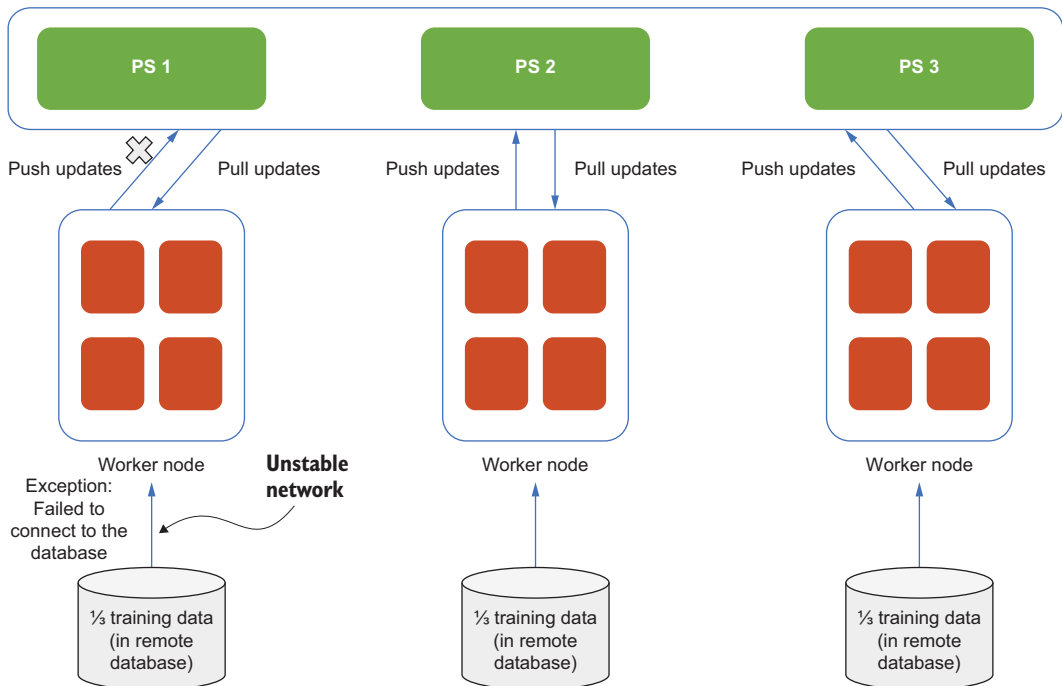 PS 1
PS 2
PS 3
Push updates
Pull updates
Push updates
Pull updates
Push updates
Pull updates
Worker node
Worker node
Worker node
Exception:
Failed to
connect to the
database
Unstable
network
⅓ training data
(in remote
database)
⅓ training data
(in remote
database)
⅓ training data
(in remote
database)